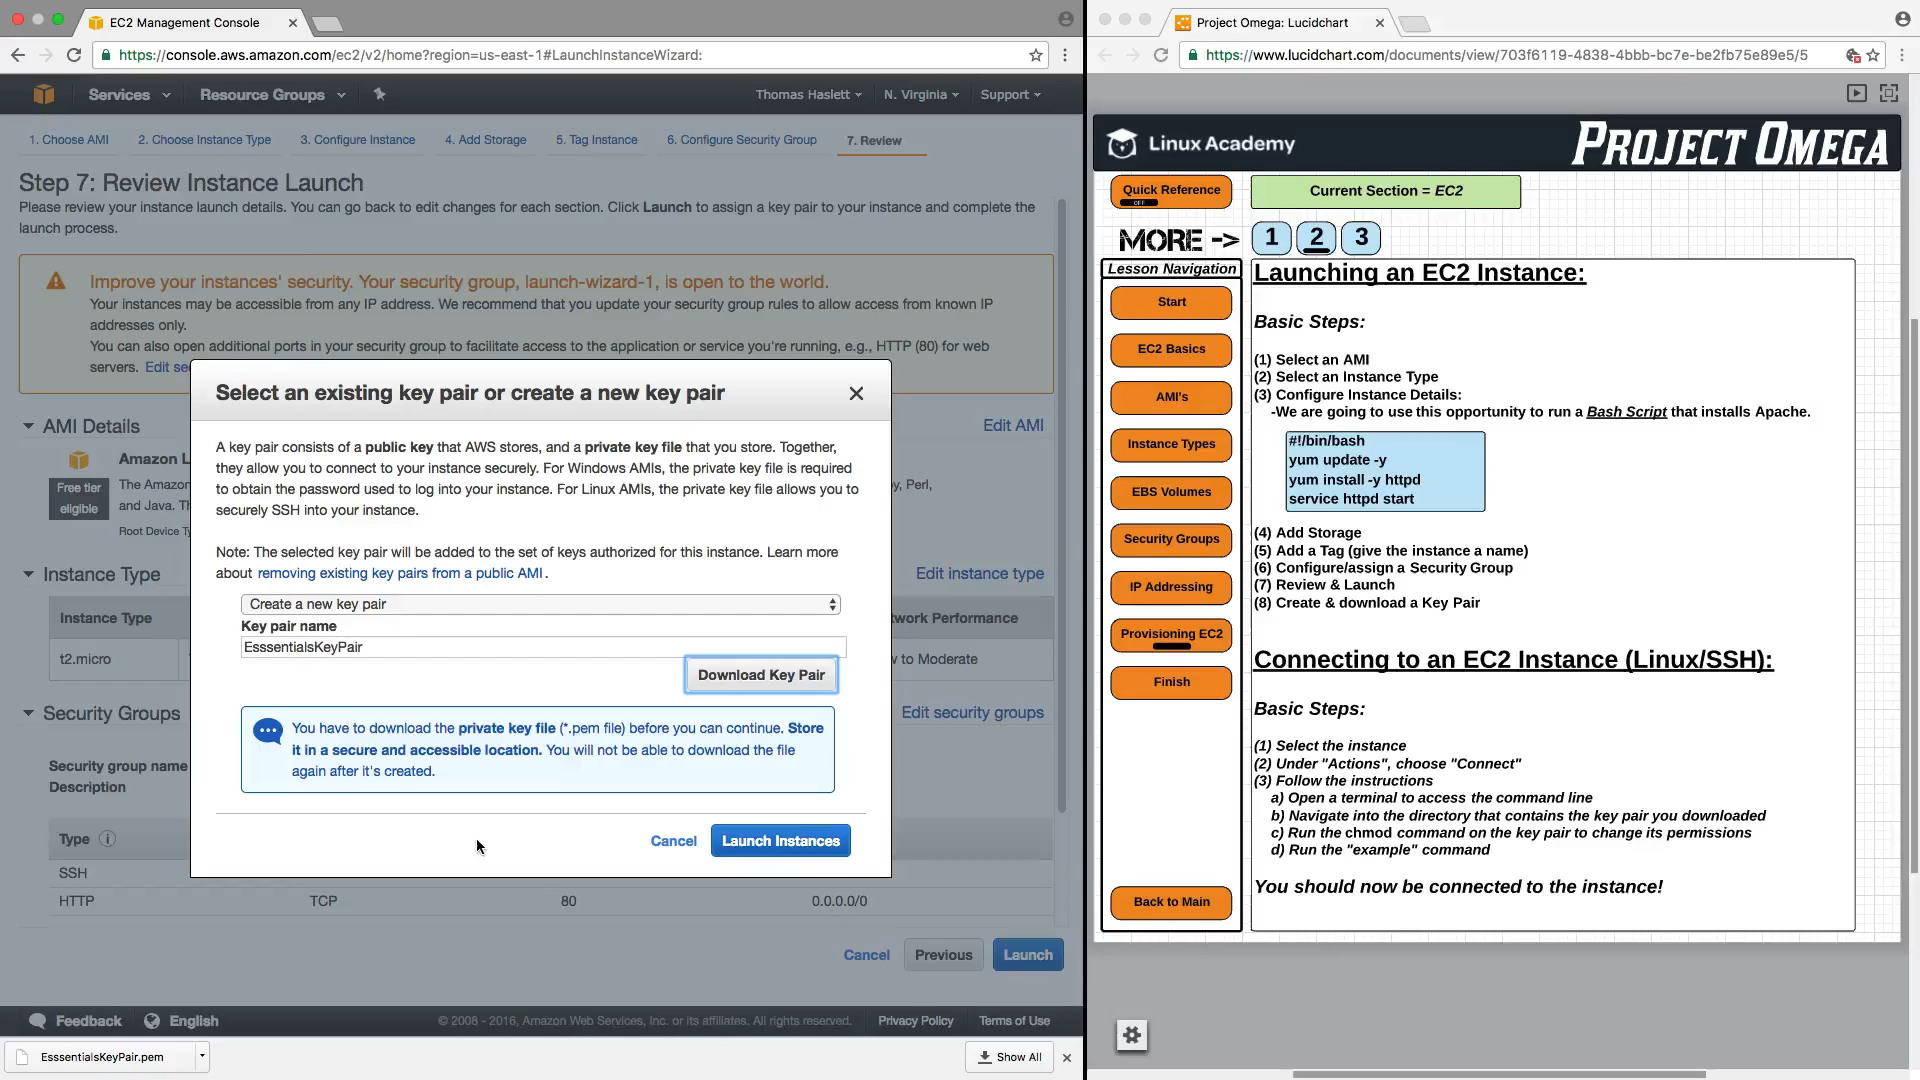 EC2 Management Console
https://console.aws.amazon.com/ec2/v2/home?region=us-east-1#LaunchInstanceWizard:
Services
Resource Groups
Thomas Haslett
N. Virginia
Support
1. Choose AMI
2. Choose Instance Type
3. Configure Instance
4. Add Storage
5. Tag Instance
6. Configure Security Group
7. Review
Step 7: Review Instance Launch
Please review your instance launch details. You can go back to edit changes for each section. Click Launch to assign a key pair to your instance and complete the
launch process.
Improve your instances' security. Your security group, launch-wizard-1, is open to the world.
Your instances may be accessible from any IP address. We recommend that you update your security group rules to allow access from known IP
addresses only.
You can also open additional ports in your security group to facilitate access to the application or service you're running, e.g., HTTP (80) for web
servers. Edit se
AMI Details
Edit AMI
Amazon L
Free tier
eligible
The Amazon
y, Perl,
and Java. Th
Root Device Ty
Instance Type
Edit instance type
Instance Type
twork Performance
t2.micro
v to Moderate
Security Groups
Edit security groups
Security group name
Description
Type
SSH
HTTP
TCP
80
0.0.0.0/0
Select an existing key pair or create a new key pair
A key pair consists of a public key that AWS stores, and a private key file that you store. Together,
they allow you to connect to your instance securely. For Windows AMIs, the private key file is required
to obtain the password used to log into your instance. For Linux AMIs, the private key file allows you to
securely SSH into your instance.
Note: The selected key pair will be added to the set of keys authorized for this instance. Learn more
about removing existing key pairs from a public AMI .
Create a new key pair
Key pair name
EsssentialsKeyPair
Download Key Pair
You have to download the private key file (*.pem file) before you can continue. Store
it in a secure and accessible location. You will not be able to download the file
again after it's created.
Cancel
Launch Instances
Cancel
Previous
Launch
Feedback
English
© 2008 - 2016, Amazon Web Services, Inc. or its affiliates. All rights reserved.
Privacy Policy
Terms of Use
EsssentialsKeyPair.pem
Show All
Project Omega: Lucidchart
https://www.lucidchart.com/documents/view/703f6119-4838-4bbb-bc7e-be2fb75e89e5/5
Linux Academy
PROJECT OMEGA
Quick Reference
OFF
Current Section = EC2
MORE ->
1
2
3
Lesson Navigation
Start
EC2 Basics
AMI's
Instance Types
EBS Volumes
Security Groups
IP Addressing
Provisioning EC2
Finish
Back to Main
Launching an EC2 Instance:
Basic Steps:
(1) Select an AMI
(2) Select an Instance Type
(3) Configure Instance Details:
-We are going to use this opportunity to run a Bash Script that installs Apache.
#!/bin/bash
yum update -y
yum install -y httpd
service httpd start
(4) Add Storage
(5) Add a Tag (give the instance a name)
(6) Configure/assign a Security Group
(7) Review & Launch
(8) Create & download a Key Pair
Connecting to an EC2 Instance (Linux/SSH):
Basic Steps:
(1) Select the instance
(2) Under "Actions", choose "Connect"
(3) Follow the instructions
a) Open a terminal to access the command line
b) Navigate into the directory that contains the key pair you downloaded
c) Run the chmod command on the key pair to change its permissions
d) Run the "example" command
You should now be connected to the instance!